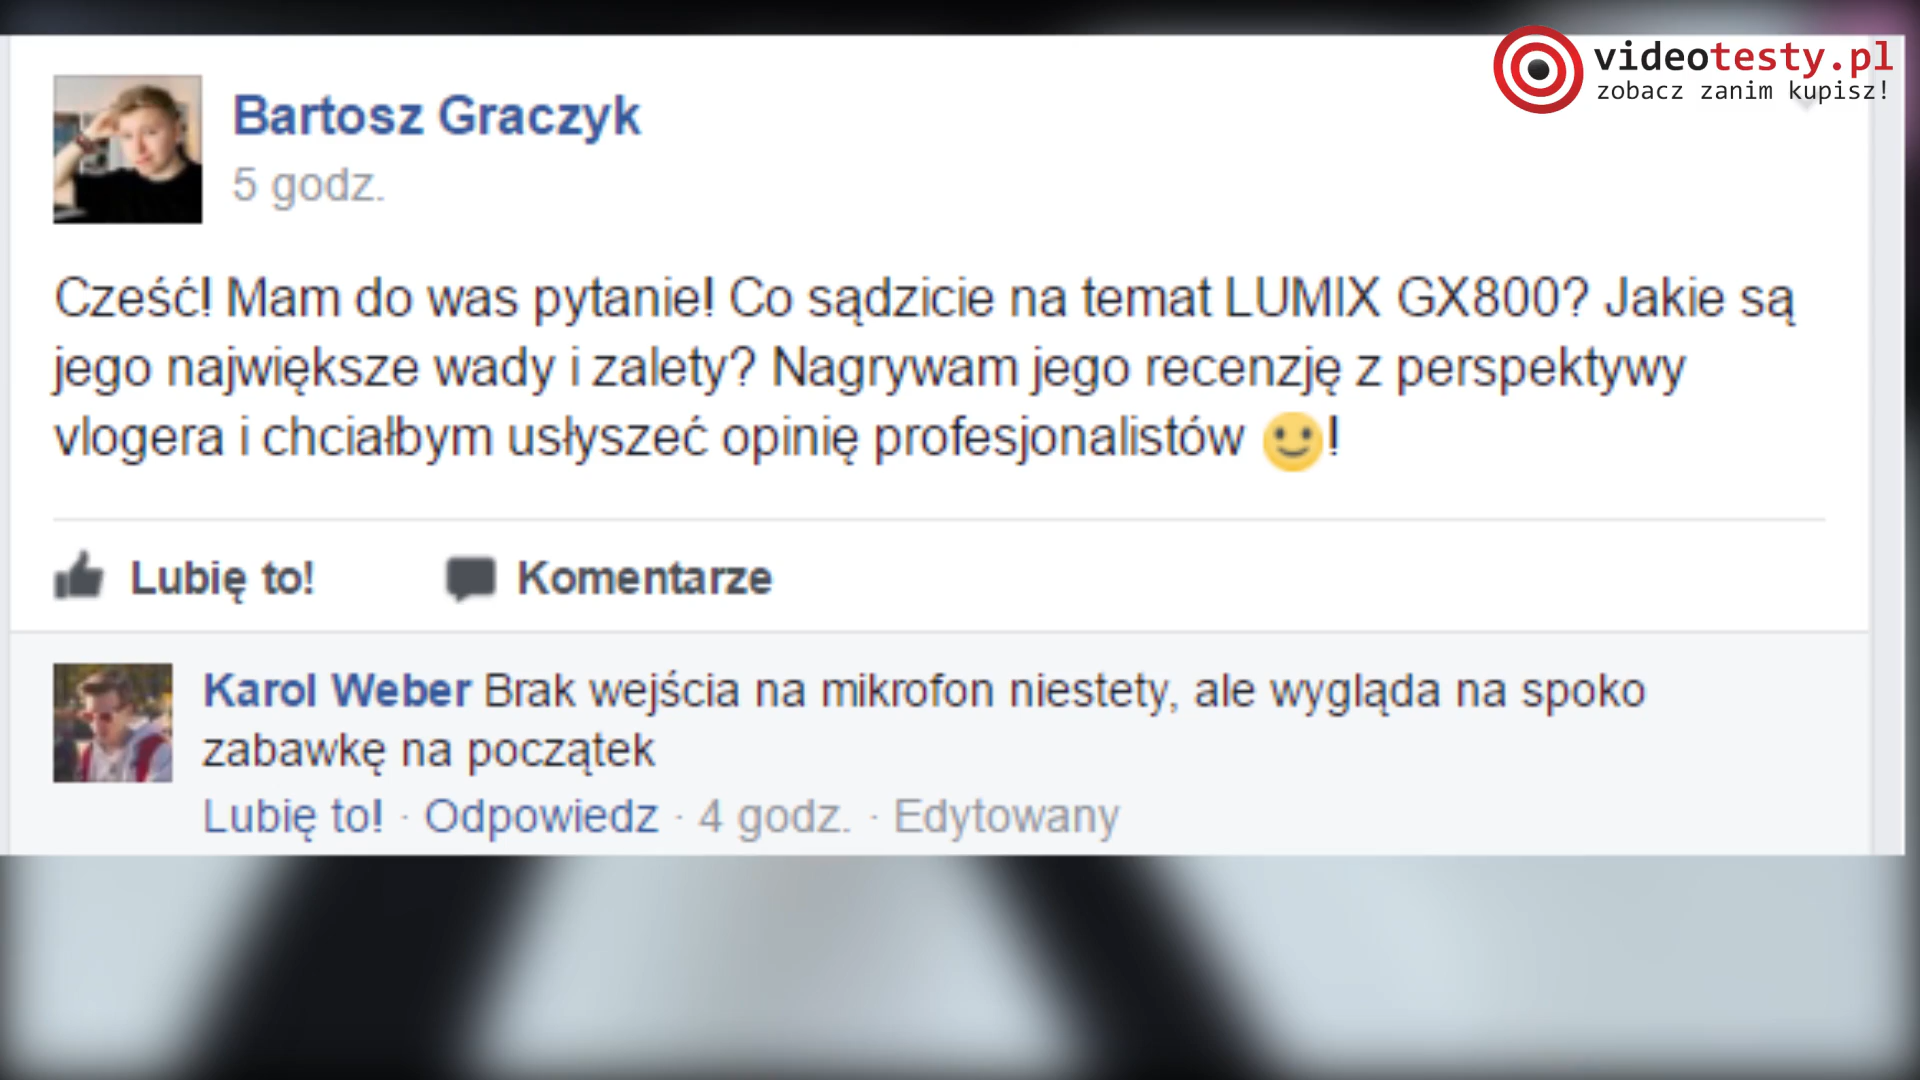 videotesty.pl
zobacz zanim kupisz!
Bartosz Graczyk
5 godz.
Cześć! Mam do was pytanie! Co sądzicie na temat LUMIX GX800? Jakie są
jego największe wady i zalety? Nagrywam jego recenzję z perspektywy
vlogera i chciałbym usłyszeć opinię profesjonalistów 🙂!
Lubię to! Komentarze
Karol Weber Brak wejścia na mikrofon niestety, ale wygląda na spoko
zabawkę na początek
Lubię to! · Odpowiedz · 4 godz. · Edytowany